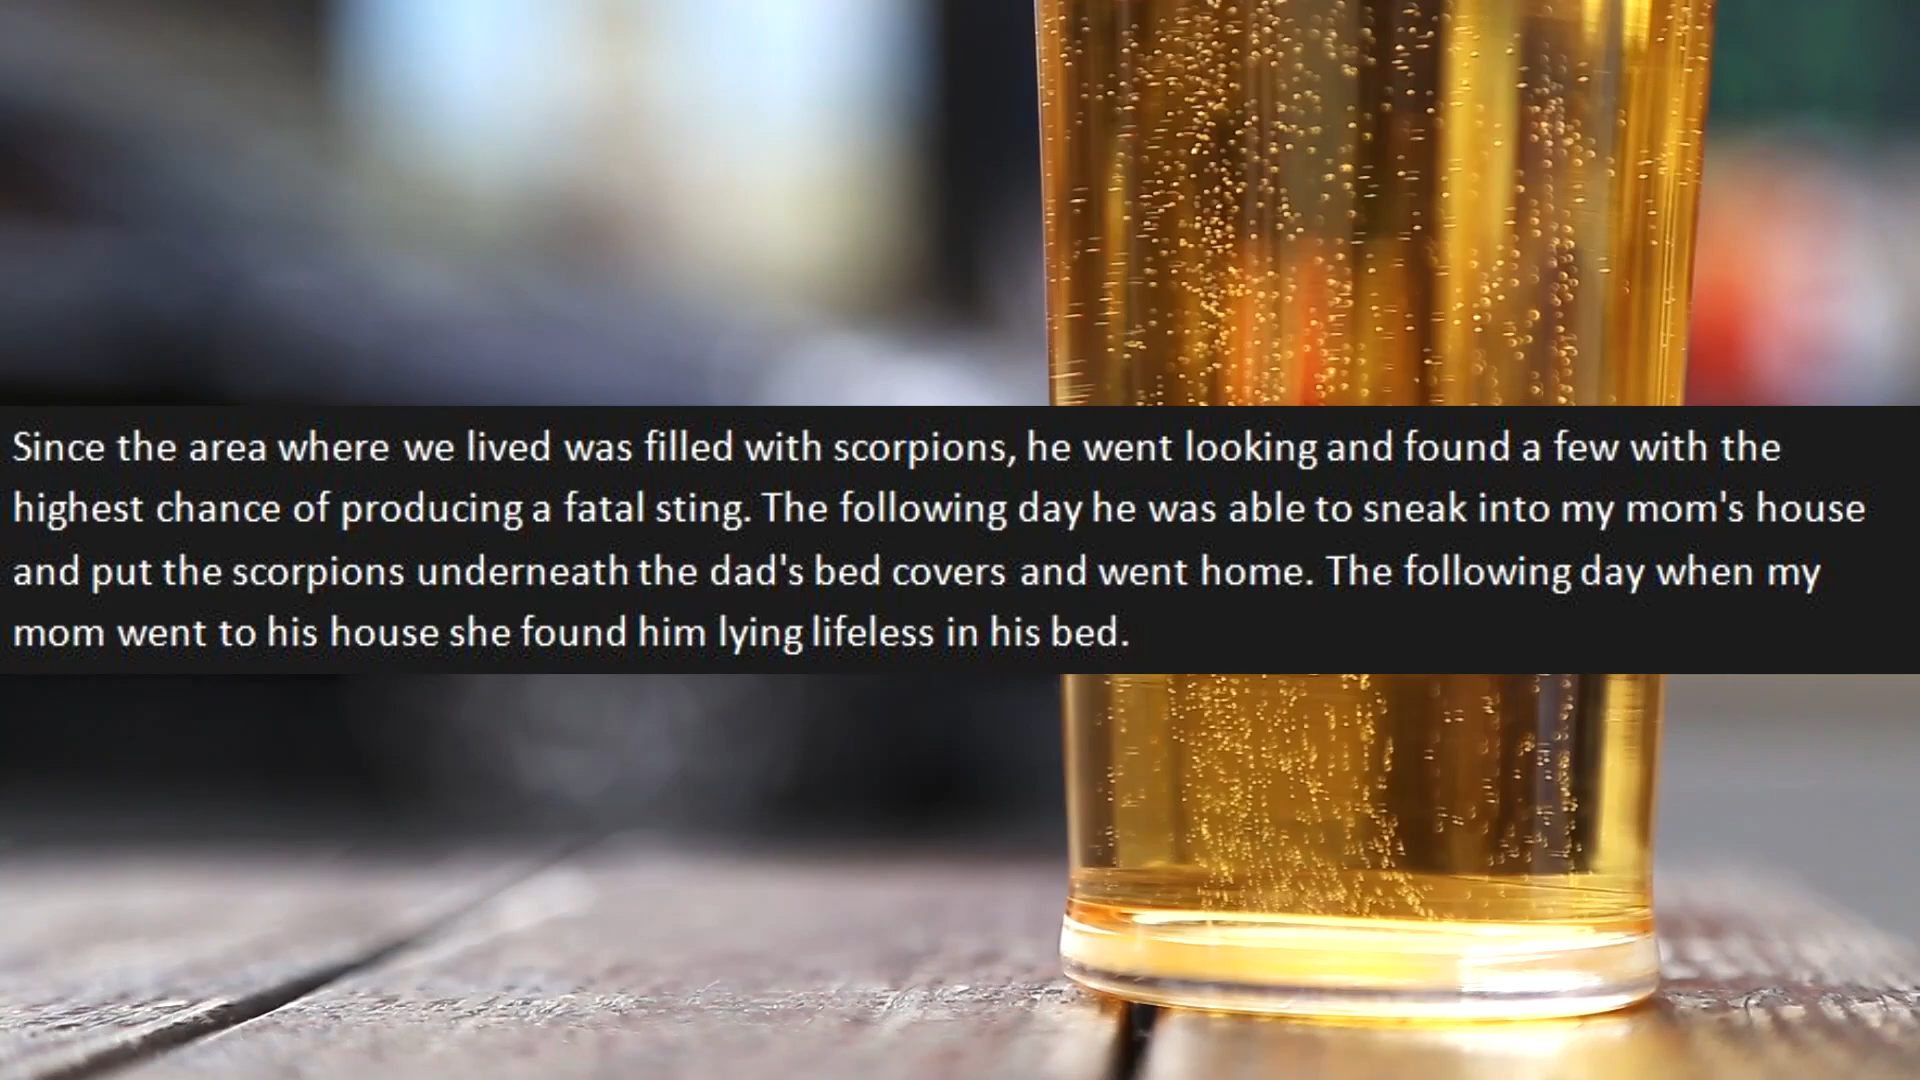 Since the area where we lived was filled with scorpions, he went looking and found a few with the
highest chance of producing a fatal sting. The following day he was able to sneak into my mom's house
and put the scorpions underneath the dad's bed covers and went home. The following day when my
mom went to his house she found him lying lifeless in his bed.